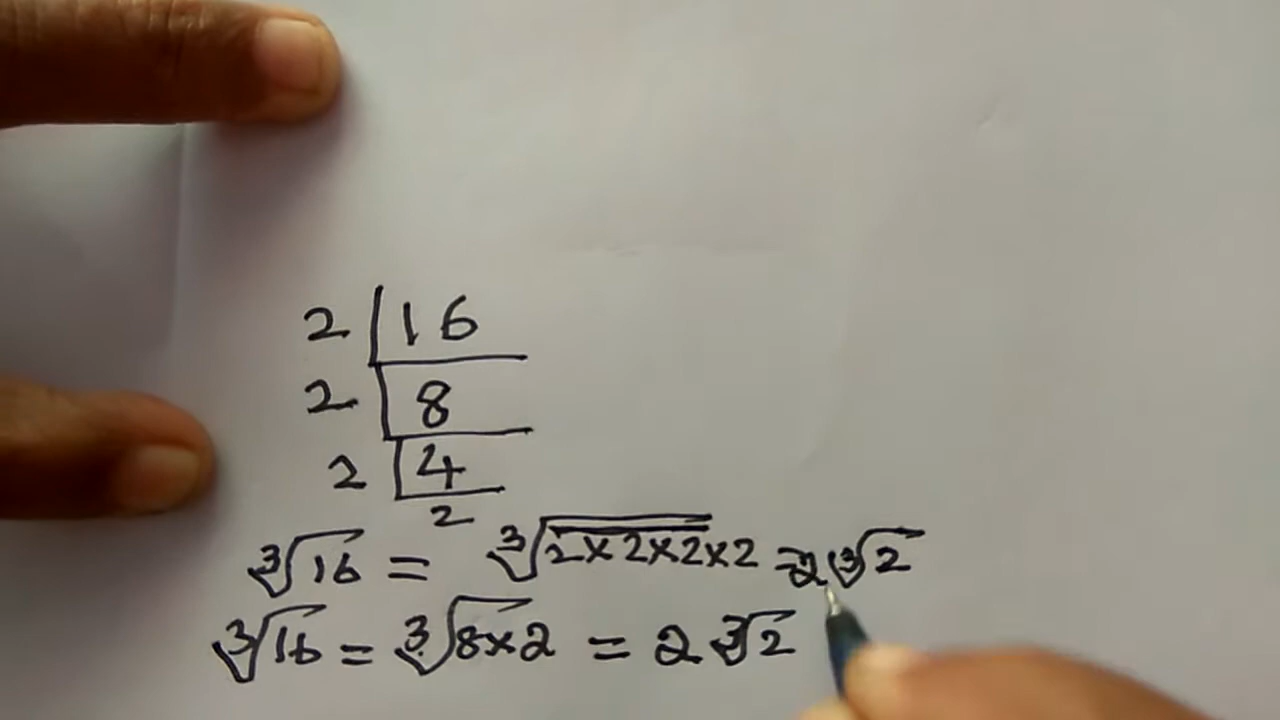 2 | 16
2 | 8
2 | 4
2
∛16 = ∛2×2×2×2 = 2∛2
∛16 = ∛8×2 = 2∛2